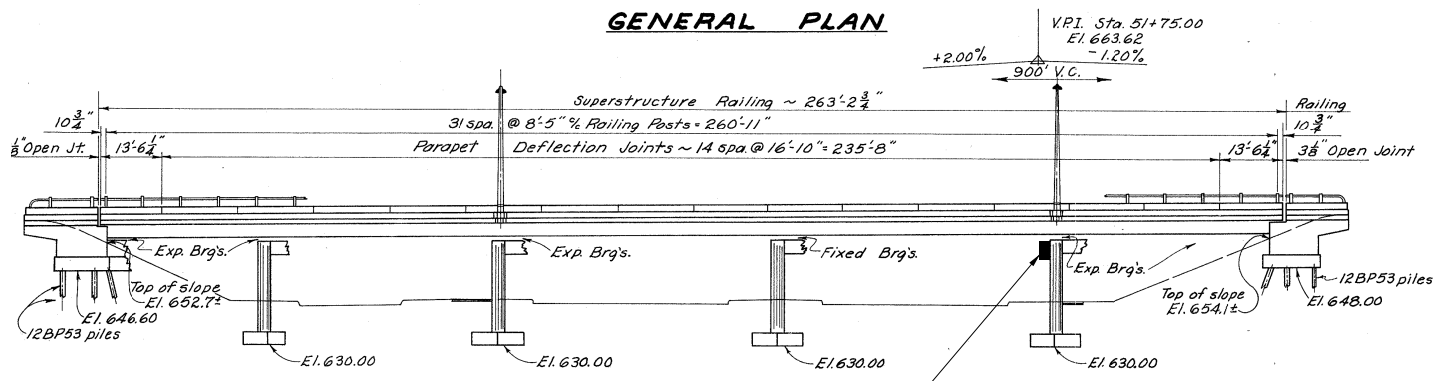 GENERAL PLAN
V.P.I. Sta. 51+75.00
El. 663.62
+2.00%
-1.20%
900' V.C.
Superstructure Railing ~ 263'-2 3/4"
Railing
10 3/4"
31 spa. @ 8'-5" % Railing Posts = 260'-11"
10 3/4"
1/8" Open Jt.
13'-6 1/4"
Parapet Deflection Joints ~ 14 spa. @ 16'-10" = 235'-8"
13'-6 1/4"
3 1/8" Open Joint
Exp. Brg's.
Exp. Brg's.
Fixed Brg's.
Exp. Brg's.
Top of slope
El. 652.7±
El. 646.60
12BP53 piles
Top of slope
El. 654.1±
12BP53 piles
El. 648.00
El. 630.00
El. 630.00
El. 630.00
El. 630.00